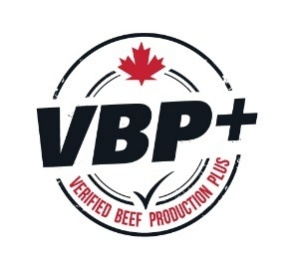 VBP+
VERIFIED BEEF PRODUCTION PLUS